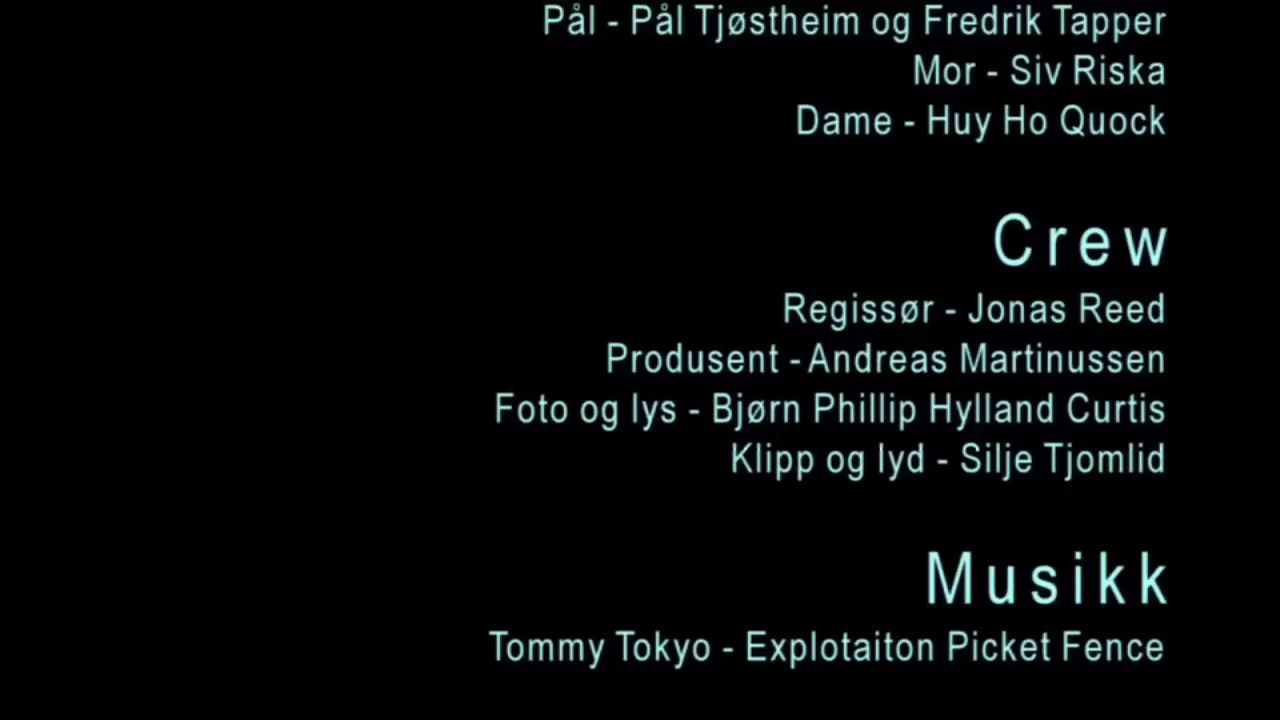 Pål - Pål Tjøstheim og Fredrik Tapper
Mor - Siv Riska
Dame - Huy Ho Quock
Crew
Regissør - Jonas Reed
Produsent - Andreas Martinussen
Foto og lys - Bjørn Phillip Hylland Curtis
Klipp og lyd - Silje Tjomlid
Musikk
Tommy Tokyo - Explotaiton Picket Fence